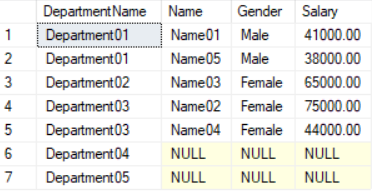 DepartmentName Name Gender Salary
1 Department01 Name01 Male 41000.00
2 Department01 Name05 Male 38000.00
3 Department02 Name03 Female 65000.00
4 Department03 Name02 Female 75000.00
5 Department03 Name04 Female 44000.00
6 Department04 NULL NULL NULL
7 Department05 NULL NULL NULL